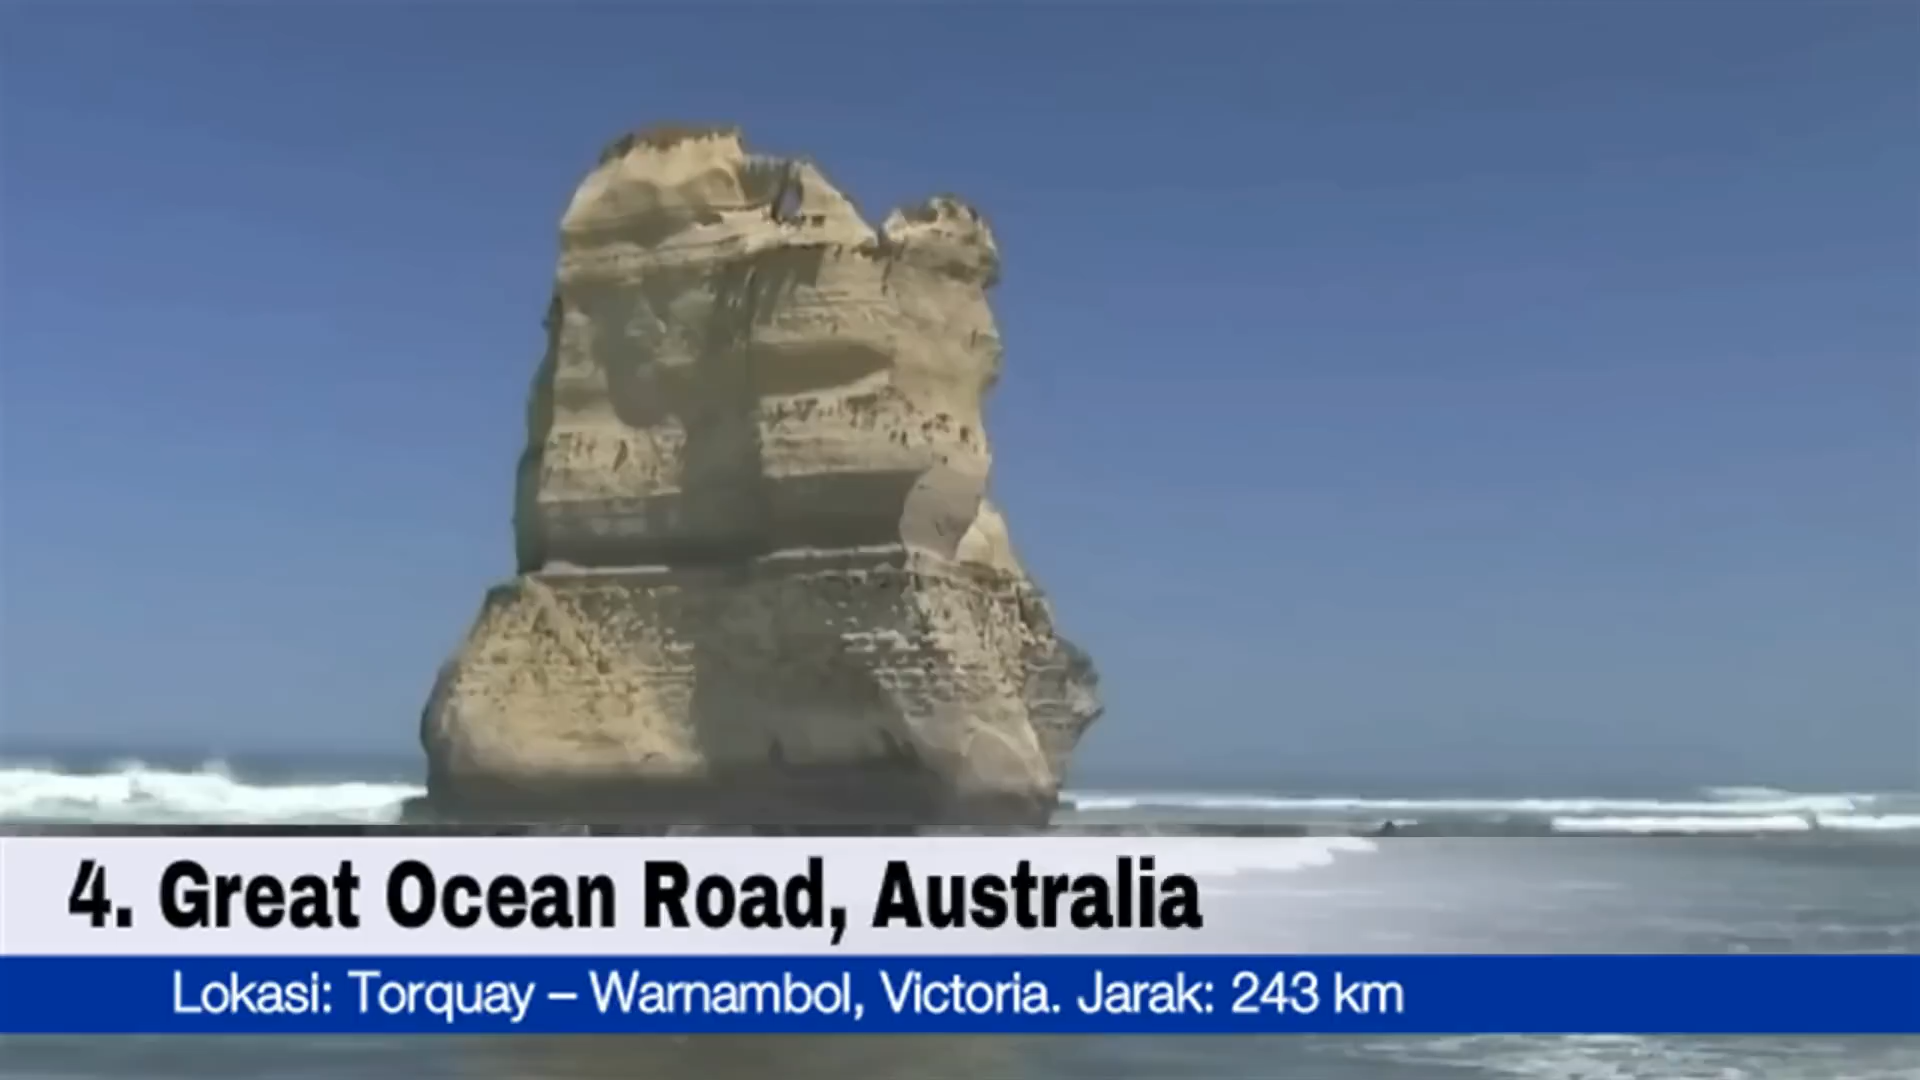 4. Great Ocean Road, Australia
Lokasi: Torquay – Warnambol, Victoria. Jarak: 243 km